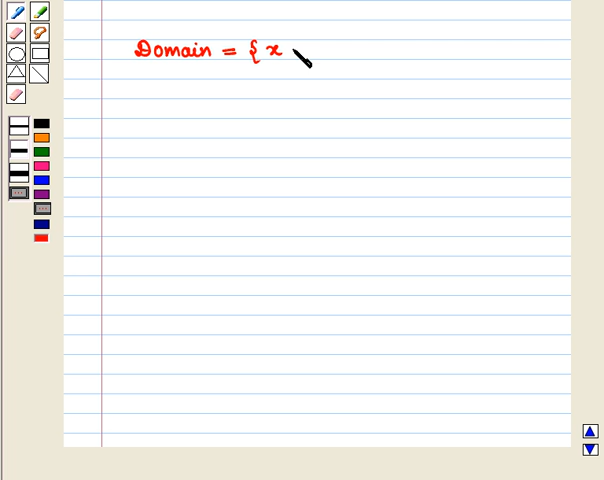 Domain = { x